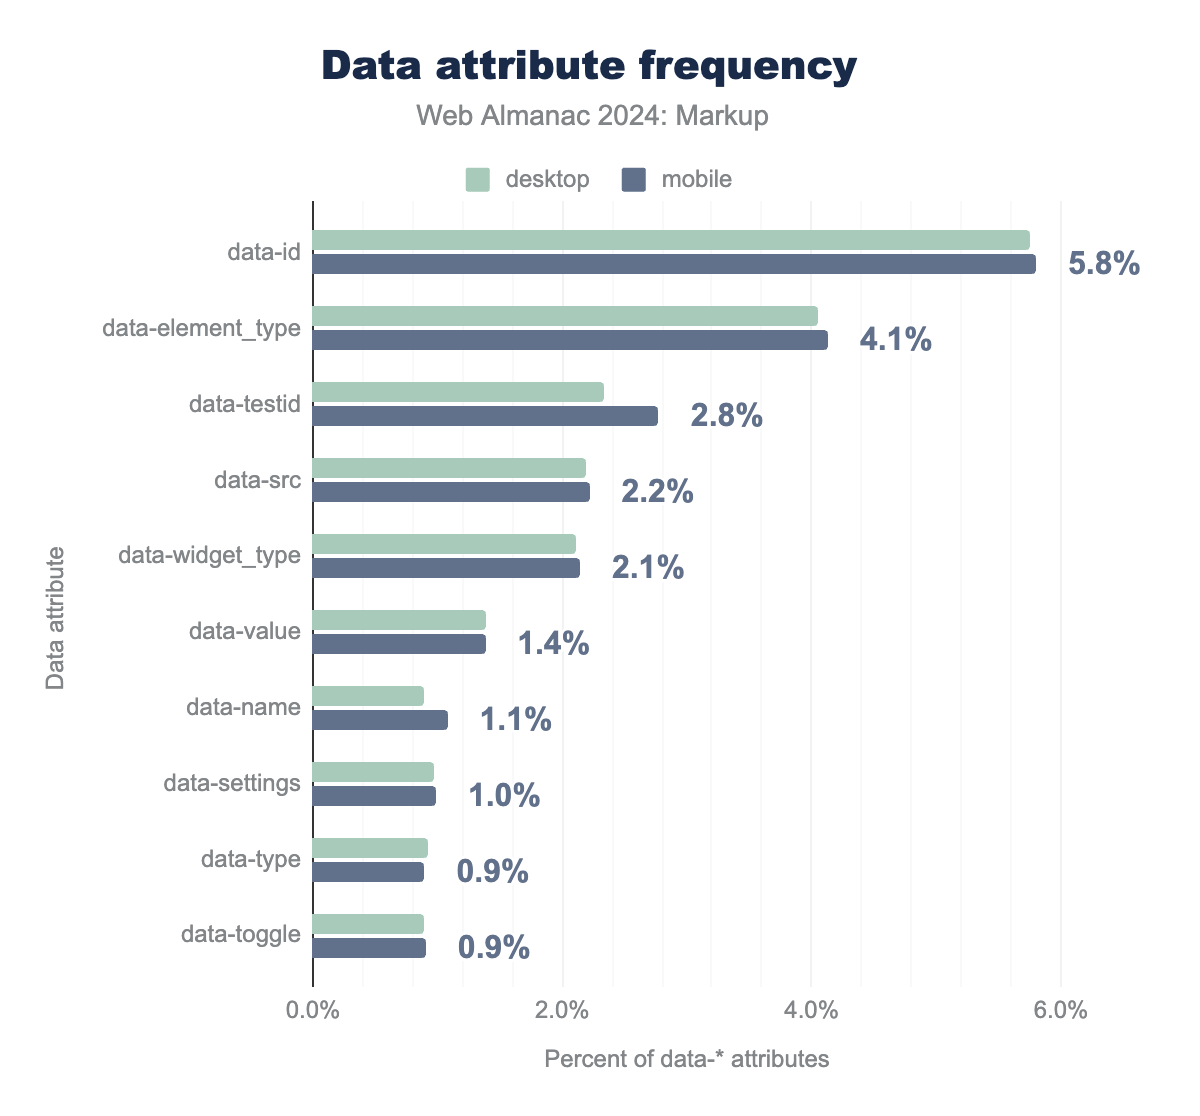 Data attribute frequency
Web Almanac 2024: Markup
desktop
mobile
data-id
5.8%
data-element_type
4.1%
data-testid
2.8%
data-src
2.2%
data-widget_type
2.1%
data-value
1.4%
data-name
1.1%
data-settings
1.0%
data-type
0.9%
data-toggle
0.9%
Data attribute
0.0%
2.0%
4.0%
6.0%
Percent of data-* attributes